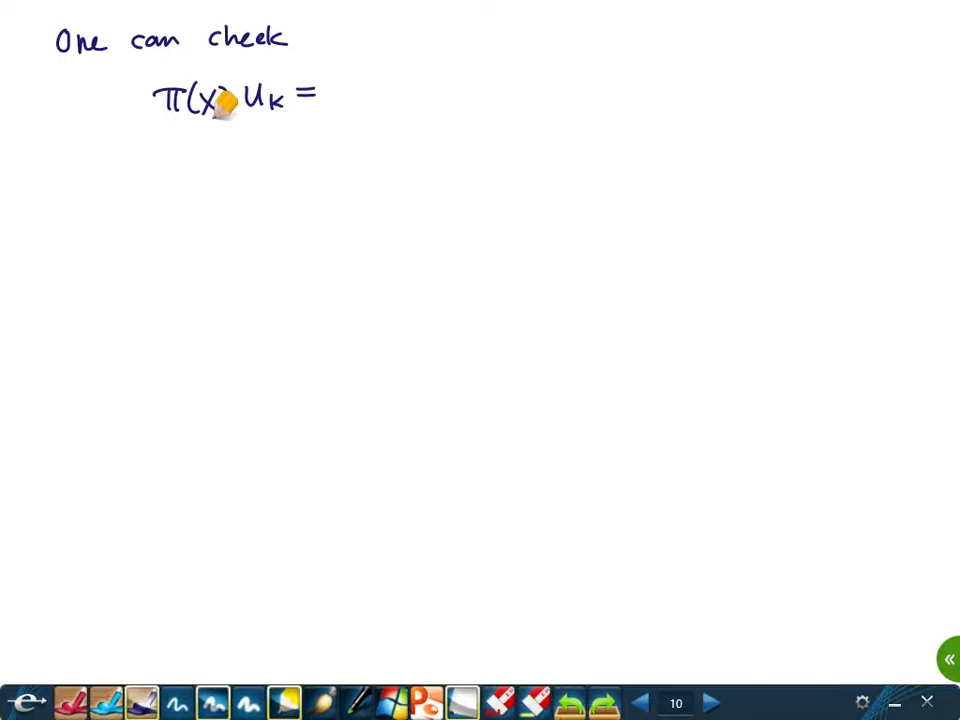 One can check
π(X) u_k =
10